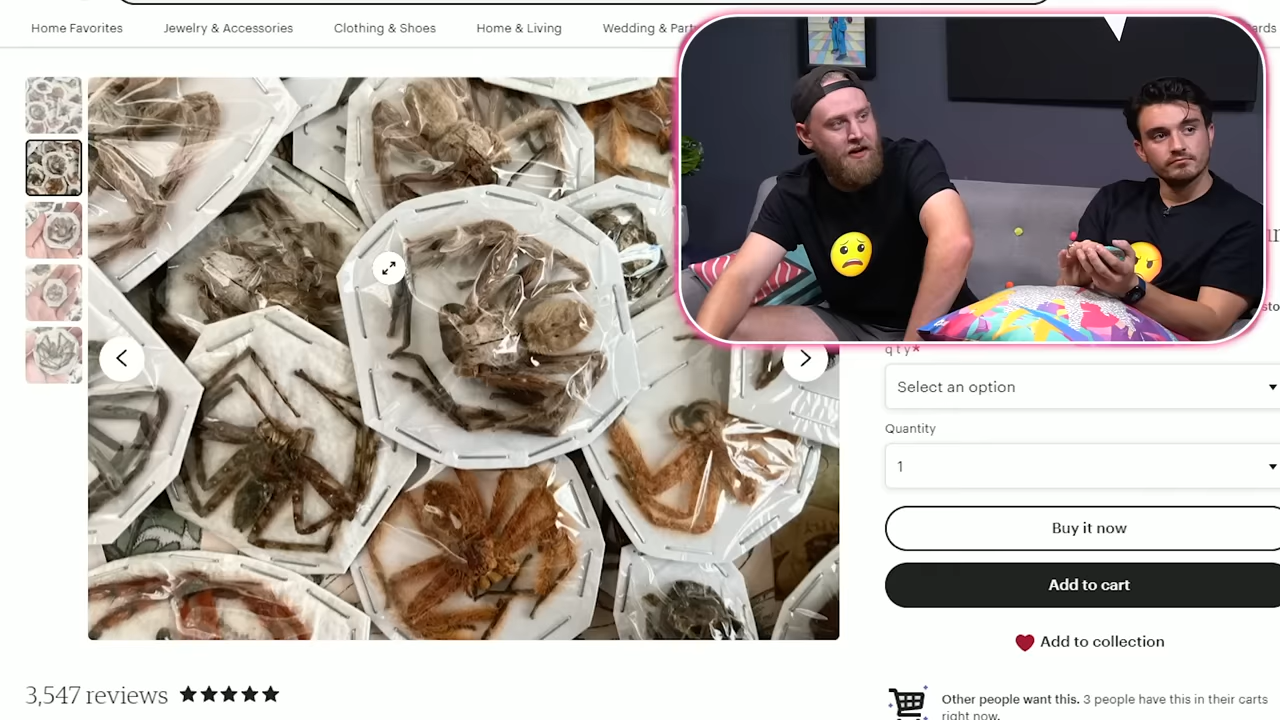 Home Favorites
Jewelry & Accessories
Clothing & Shoes
Home & Living
Wedding & Part
ards
sto
qty*
Select an option
Quantity
1
Buy it now
Add to cart
Add to collection
3,547 reviews
Other people want this. 3 people have this in their carts
right now.